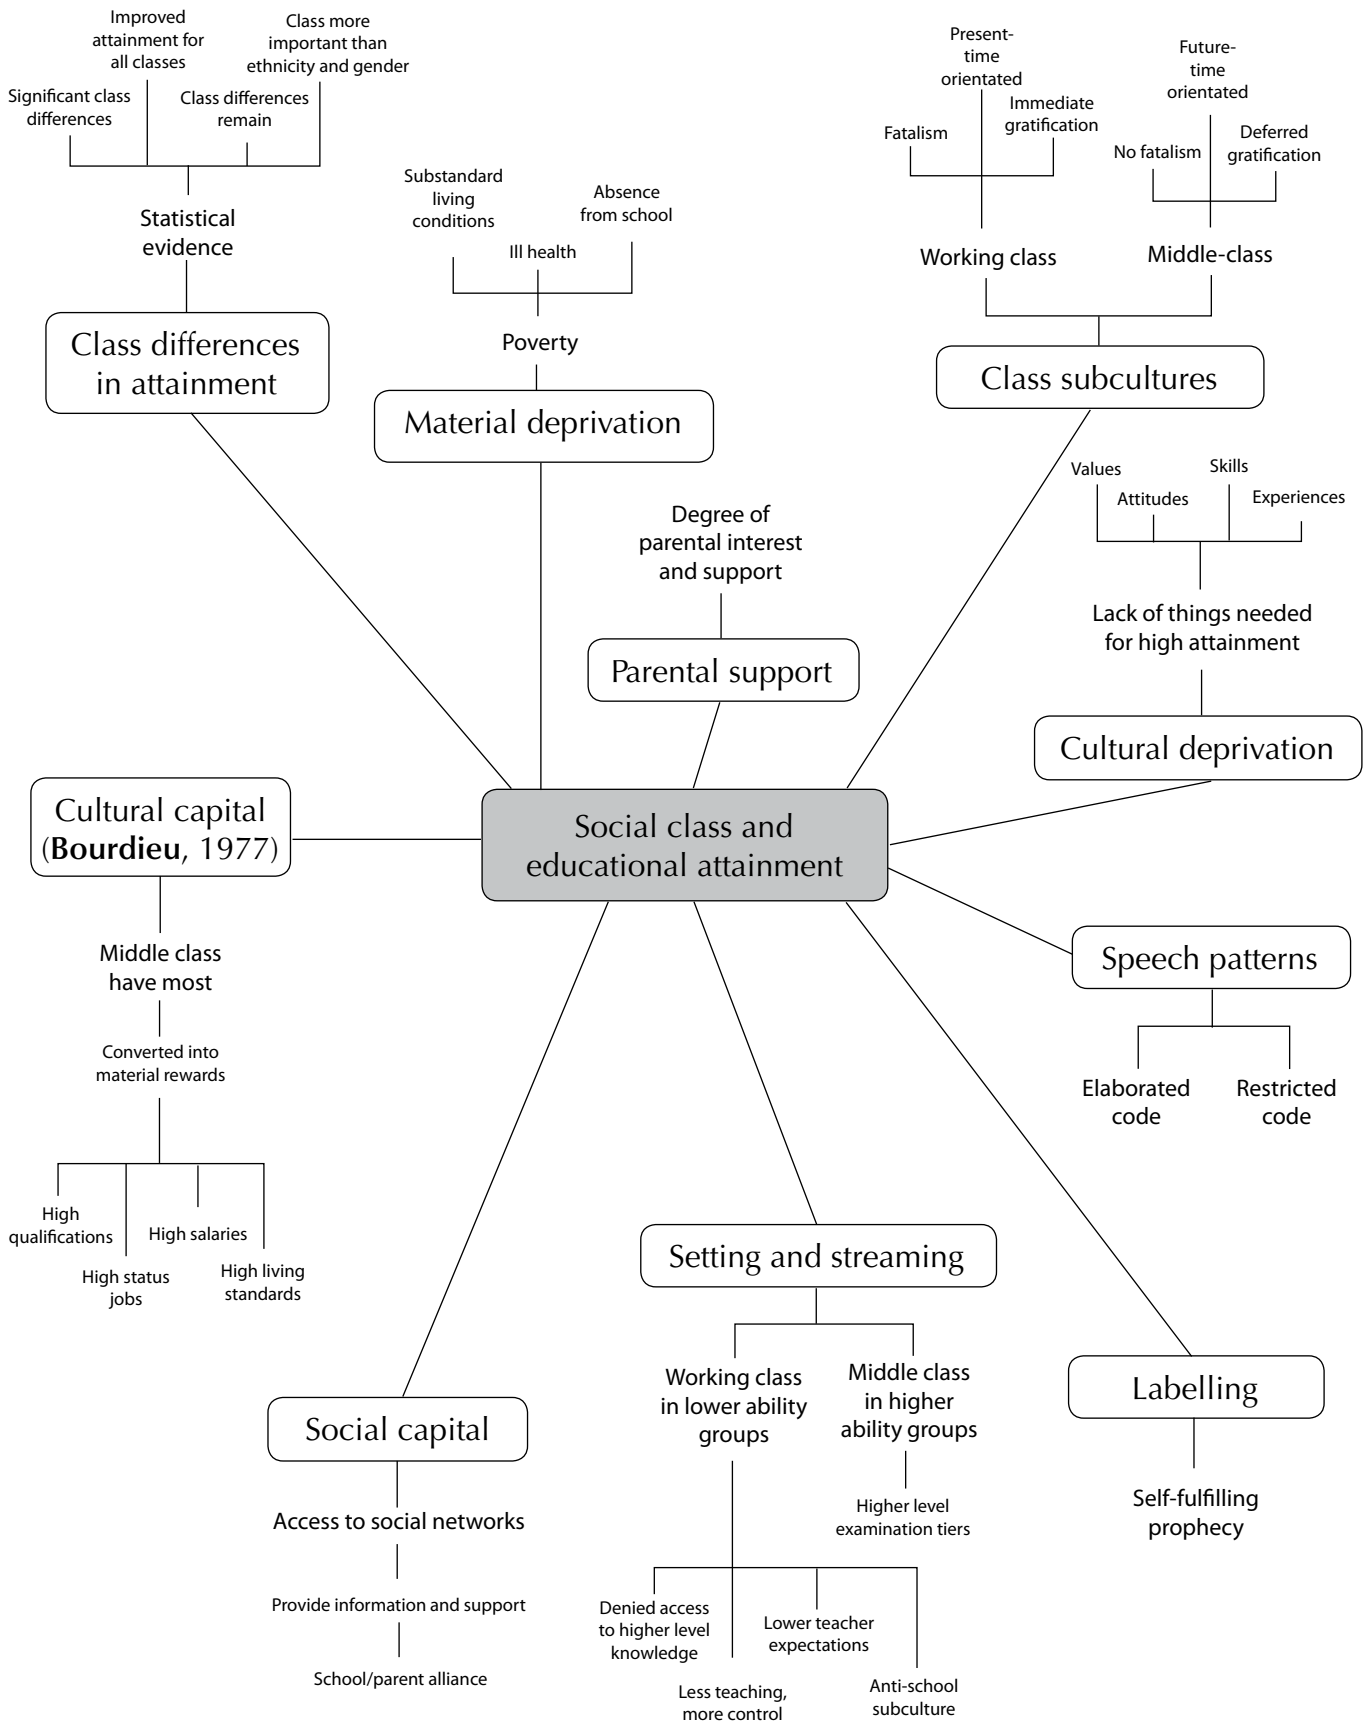 Improved
attainment for
all classes
Class more
important than
ethnicity and gender
Significant class
differences
Class differences
remain
Statistical
evidence
Class differences
in attainment
Substandard
living
conditions
Ill health
Absence
from school
Poverty
Material deprivation
Present-
time
orientated
Fatalism
Immediate
gratification
Working class
Future-
time
orientated
No fatalism
Deferred
gratification
Middle-class
Class subcultures
Degree of
parental interest
and support
Parental support
Values
Attitudes
Skills
Experiences
Lack of things needed
for high attainment
Cultural deprivation
Social class and
educational attainment
Cultural capital
(Bourdieu, 1977)
Middle class
have most
Converted into
material rewards
High
qualifications
High status
jobs
High salaries
High living
standards
Speech patterns
Elaborated
code
Restricted
code
Social capital
Access to social networks
Provide information and support
School/parent alliance
Setting and streaming
Working class
in lower ability
groups
Middle class
in higher
ability groups
Higher level
examination tiers
Denied access
to higher level
knowledge
Less teaching,
more control
Lower teacher
expectations
Anti-school
subculture
Labelling
Self-fulfilling
prophecy